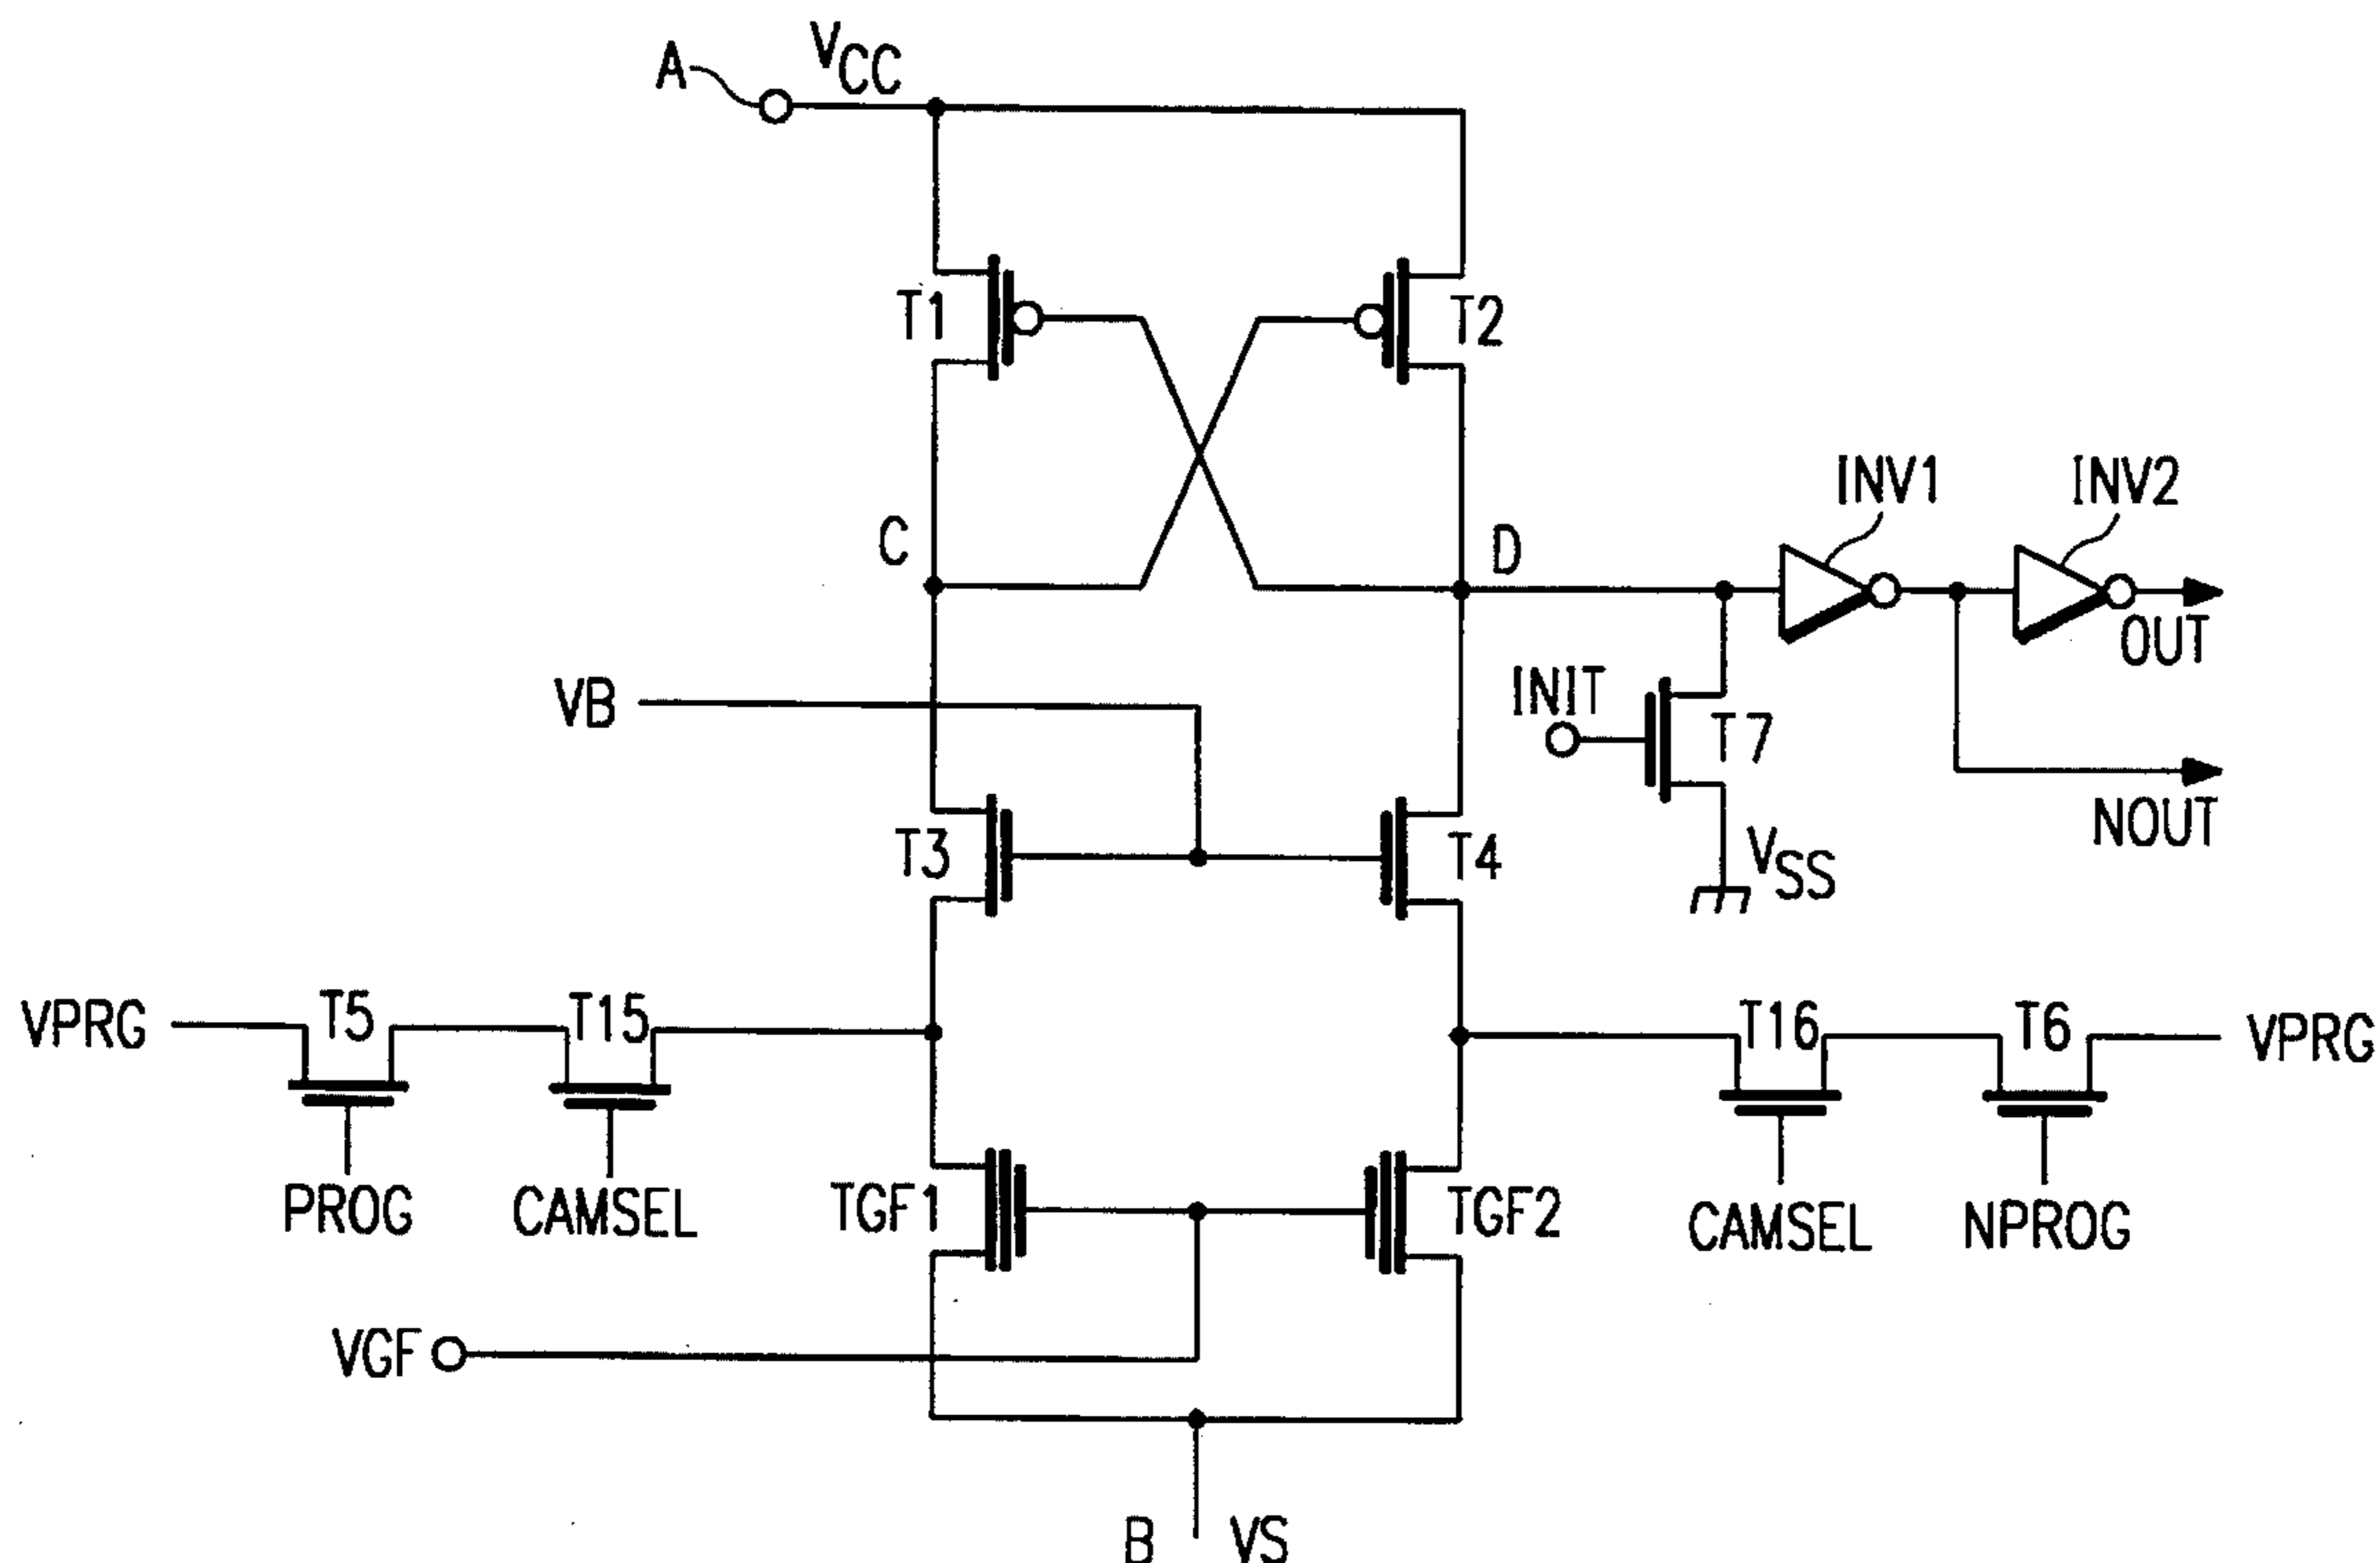 A
VCC
T1
T2
C
D
INV1
INV2
OUT
VB
INIT
T7
NOUT
T3
T4
VSS
VPRG
T5
T15
T16
T6
VPRG
PROG
CAMSEL
TGF1
TGF2
CAMSEL
NPROG
VGF
B
VS